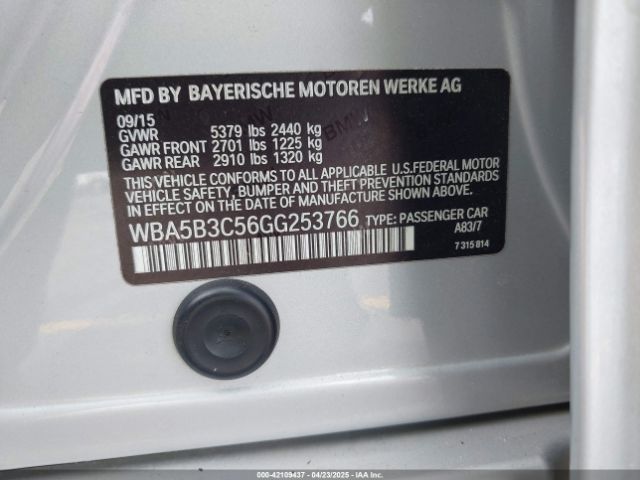 MFD BY BAYERISCHE MOTOREN WERKE AG
09/15
GVWR 5379 lbs 2440 kg
GAWR FRONT 2701 lbs 1225 kg
GAWR REAR 2910 lbs 1320 kg
THIS VEHICLE CONFORMS TO ALL APPLICABLE U.S.FEDERAL MOTOR
VEHICLE SAFETY, BUMPER AND THEFT PREVENTION STANDARDS
IN EFFECT ON THE DATE OF MANUFACTURE SHOWN ABOVE.
WBA5B3C56GG253766 TYPE: PASSENGER CAR
A83/7
7 315 814
000-42109437 | 04/23/2025 | IAAI.com